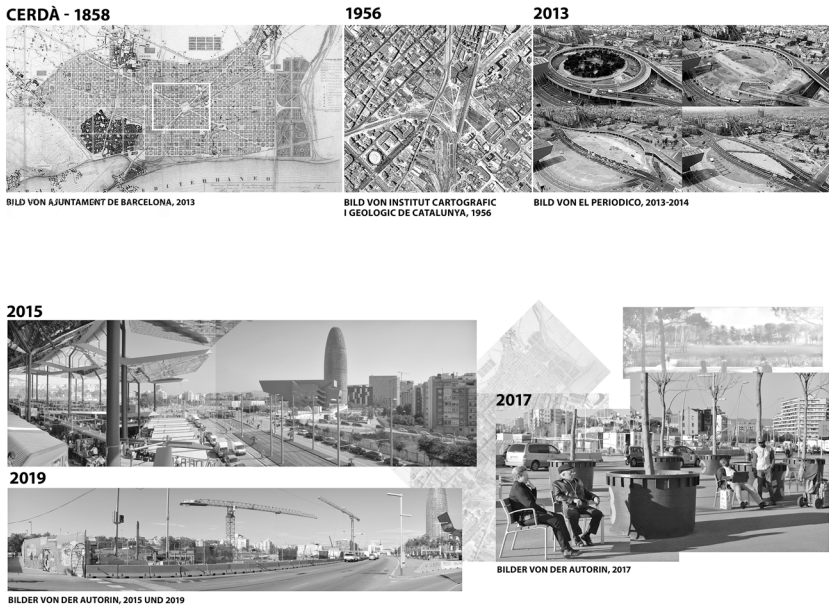 CERDÀ - 1858
1956
2013
BILD VON AJUNTAMENT DE BARCELONA, 2013
BILD VON INSTITUT CARTOGRAFIC
I GEOLOGIC DE CATALUNYA, 1956
BILD VON EL PERIODICO, 2013-2014
2015
2017
2019
BILDER VON DER AUTORIN, 2017
BILDER VON DER AUTORIN, 2015 UND 2019